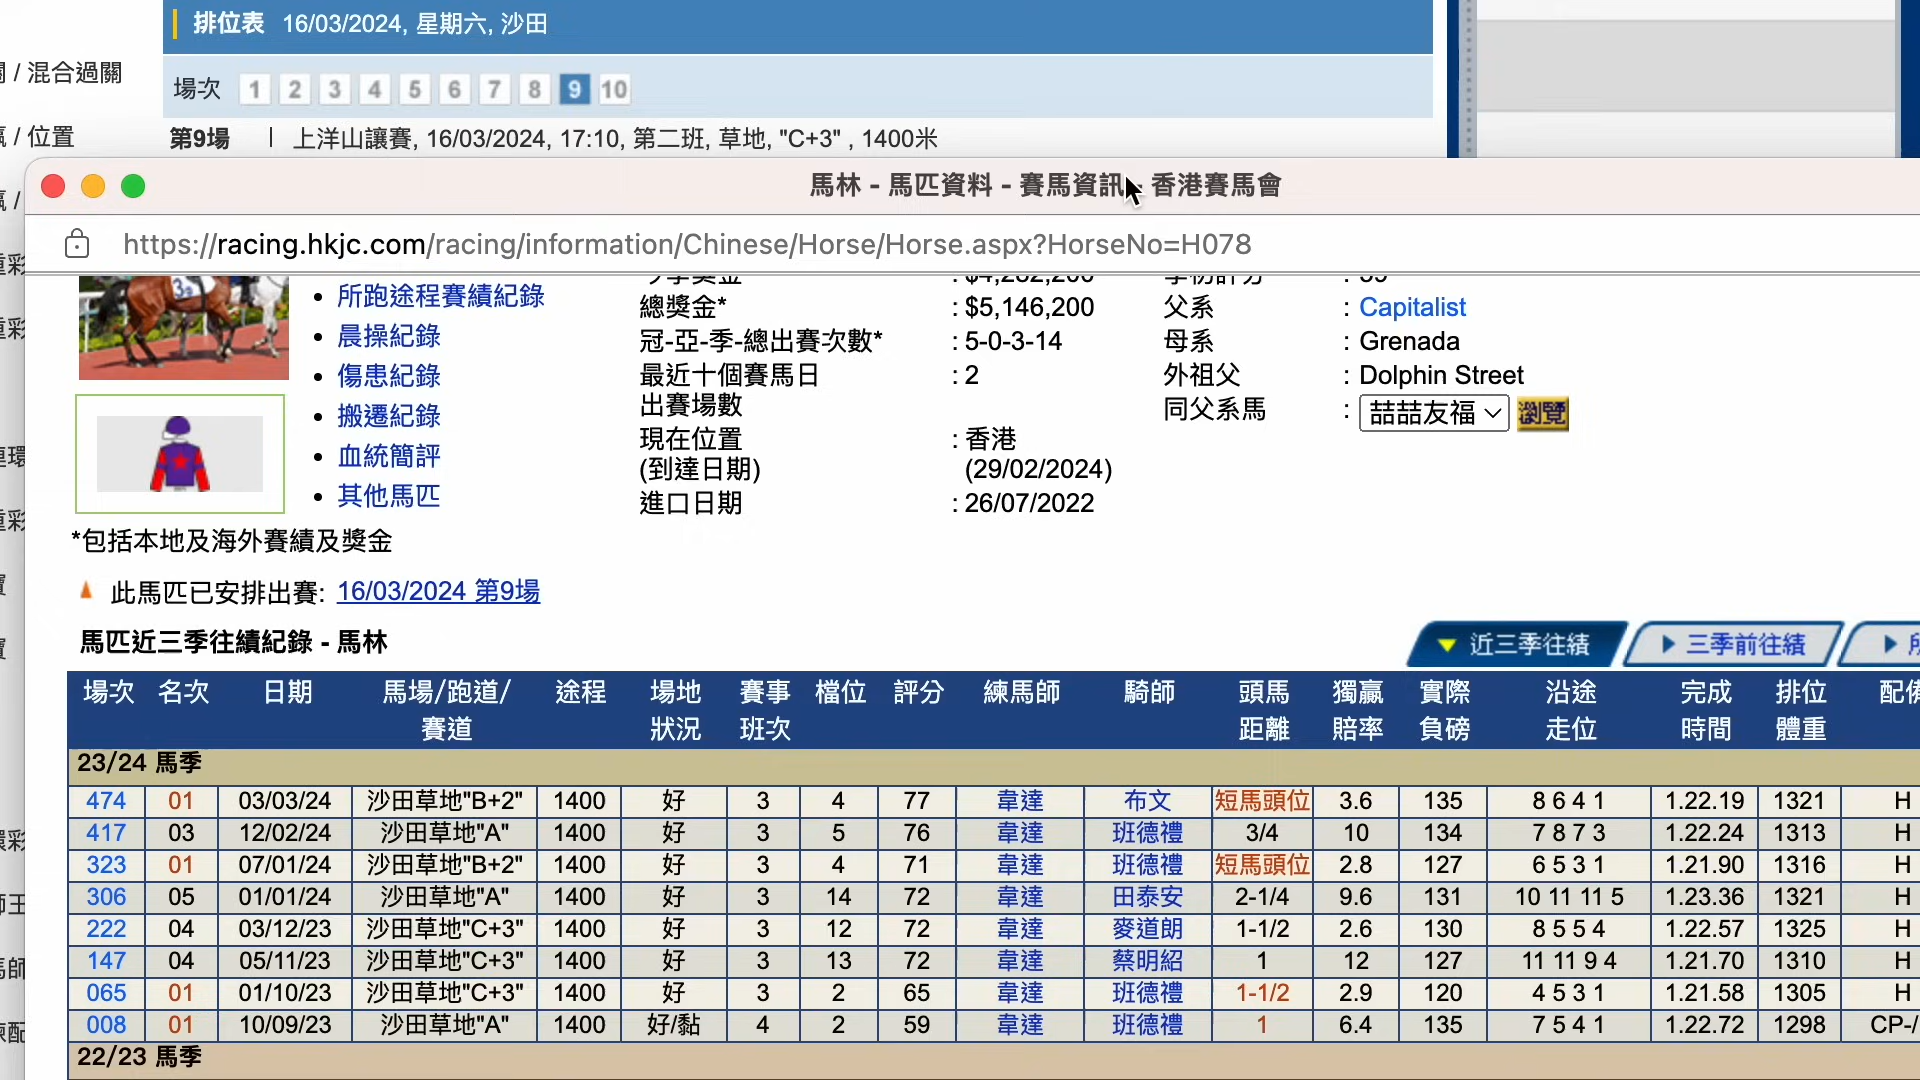 排位表 16/03/2024, 星期六, 沙田
/ 混合過關
場次 1 2 3 4 5 6 7 8 9 10
/ 位置
第9場 | 上洋山讓賽, 16/03/2024, 17:10, 第二班, 草地, "C+3" , 1400米
馬林 - 馬匹資料 - 賽馬資訊 - 香港賽馬會
https://racing.hkjc.com/racing/information/Chinese/Horse/Horse.aspx?HorseNo=H078
今季獎金 : $4,282,200 季初評分 : 59
所跑途程賽績紀錄 總獎金* : $5,146,200 父系 : Capitalist
晨操紀錄 冠-亞-季-總出賽次數* : 5-0-3-14 母系 : Grenada
傷患紀錄 最近十個賽馬日 : 2 外祖父 : Dolphin Street
搬遷紀錄 出賽場數 同父系馬 : 喆喆友福 瀏覽
血統簡評 現在位置 : 香港
(到達日期) (29/02/2024)
其他馬匹 進口日期 : 26/07/2022
*包括本地及海外賽績及獎金
此馬匹已安排出賽: 16/03/2024 第9場
馬匹近三季往績紀錄 - 馬林 近三季往績 三季前往績
場次 名次 日期 馬場/跑道/ 途程 場地 賽事 檔位 評分 練馬師 騎師 頭馬 獨贏 實際 沿途 完成 排位 配備
賽道 狀況 班次 距離 賠率 負磅 走位 時間 體重
23/24 馬季
474 01 03/03/24 沙田草地"B+2" 1400 好 3 4 77 韋達 布文 短馬頭位 3.6 135 8 6 4 1 1.22.19 1321 H
417 03 12/02/24 沙田草地"A" 1400 好 3 5 76 韋達 班德禮 3/4 10 134 7 8 7 3 1.22.24 1313 H
323 01 07/01/24 沙田草地"B+2" 1400 好 3 4 71 韋達 班德禮 短馬頭位 2.8 127 6 5 3 1 1.21.90 1316 H
306 05 01/01/24 沙田草地"A" 1400 好 3 14 72 韋達 田泰安 2-1/4 9.6 131 10 11 11 5 1.23.36 1321 H
222 04 03/12/23 沙田草地"C+3" 1400 好 3 12 72 韋達 麥道朗 1-1/2 2.6 130 8 5 5 4 1.22.57 1325 H
147 04 05/11/23 沙田草地"C+3" 1400 好 3 13 72 韋達 蔡明紹 1 12 127 11 11 9 4 1.21.70 1310 H
065 01 01/10/23 沙田草地"C+3" 1400 好 3 2 65 韋達 班德禮 1-1/2 2.9 120 4 5 3 1 1.21.58 1305 H
008 01 10/09/23 沙田草地"A" 1400 好/黏 4 2 59 韋達 班德禮 1 6.4 135 7 5 4 1 1.22.72 1298 CP-/
22/23 馬季